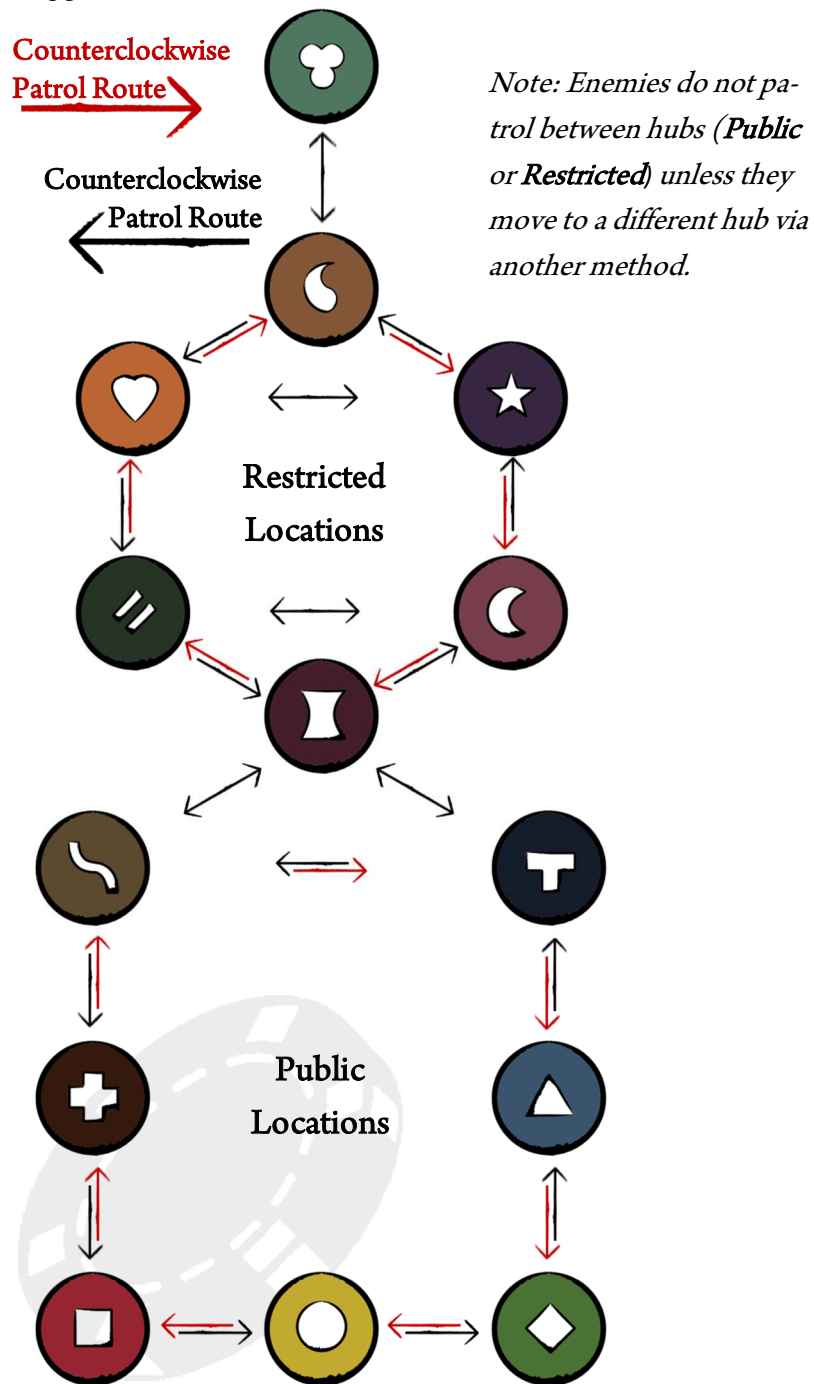 Counterclockwise
Patrol Route
Note: Enemies do not pa-
trol between hubs (Public
or Restricted) unless they
move to a different hub via
another method.
Counterclockwise
Patrol Route
Restricted
Locations
Public
Locations